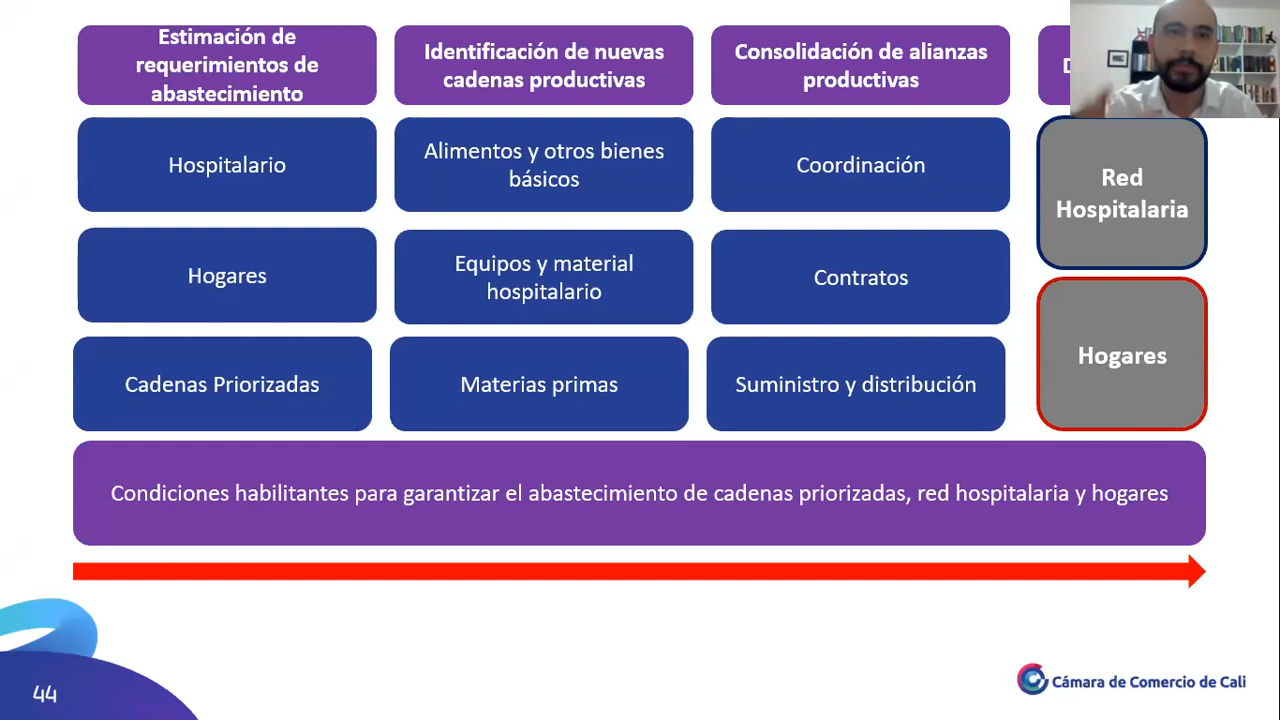 Estimación de
requerimientos de
abastecimiento
Identificación de nuevas
cadenas productivas
Consolidación de alianzas
productivas
Hospitalario
Alimentos y otros bienes
básicos
Coordinación
Red
Hospitalaria
Hogares
Equipos y material
hospitalario
Contratos
Hogares
Cadenas Priorizadas
Materias primas
Suministro y distribución
Condiciones habilitantes para garantizar el abastecimiento de cadenas priorizadas, red hospitalaria y hogares
44
Cámara de Comercio de Cali